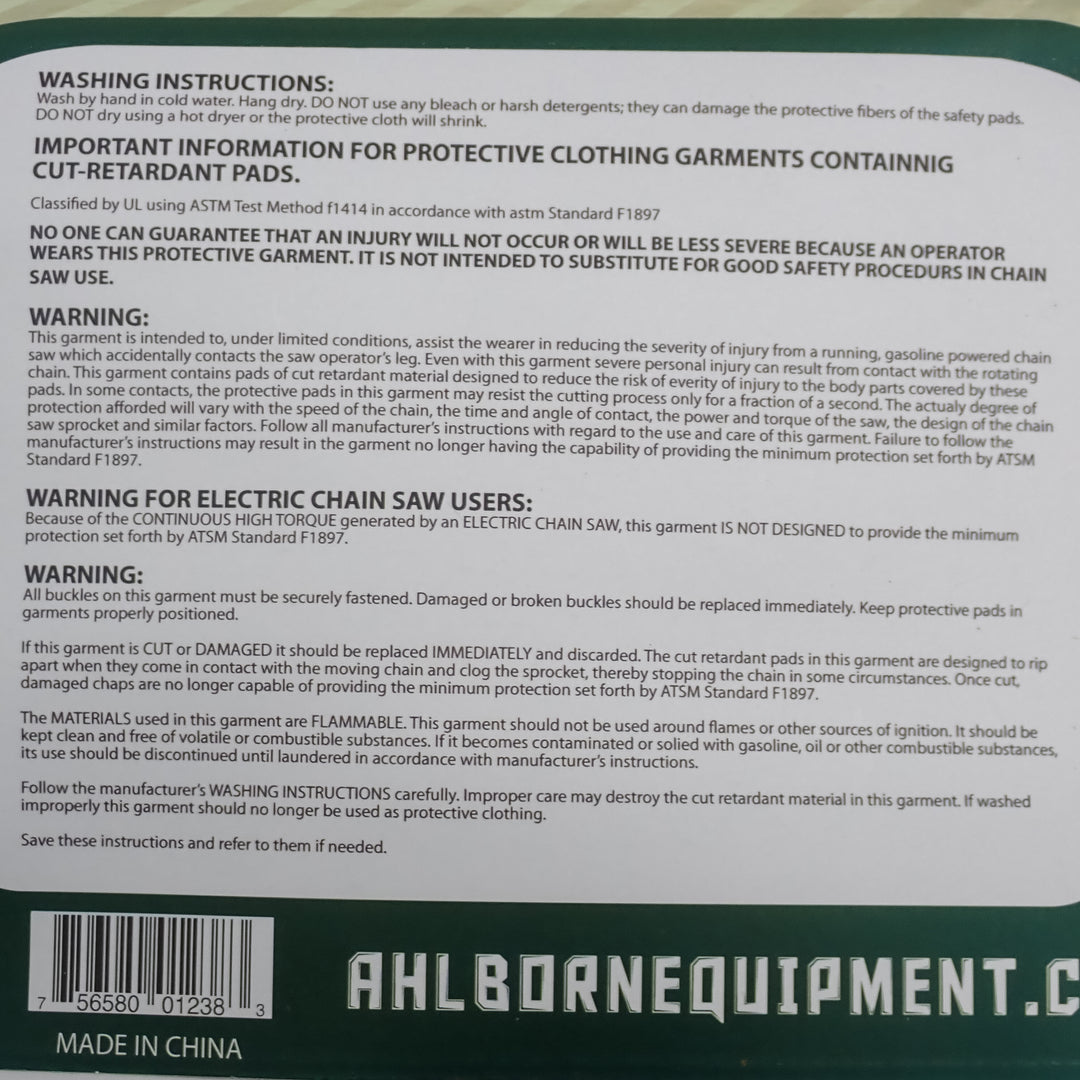 WASHING INSTRUCTIONS:
Wash by hand in cold water. Hang dry. DO NOT use any bleach or harsh detergents; they can damage the protective fibers of the safety pads.
DO NOT dry using a hot dryer or the protective cloth will shrink.
IMPORTANT INFORMATION FOR PROTECTIVE CLOTHING GARMENTS CONTAINNIG
CUT-RETARDANT PADS.
Classified by UL using ASTM Test Method f1414 in accordance with astm Standard F1897
NO ONE CAN GUARANTEE THAT AN INJURY WILL NOT OCCUR OR WILL BE LESS SEVERE BECAUSE AN OPERATOR
WEARS THIS PROTECTIVE GARMENT. IT IS NOT INTENDED TO SUBSTITUTE FOR GOOD SAFETY PROCEDURS IN CHAIN
SAW USE.
WARNING:
This garment is intended to, under limited conditions, assist the wearer in reducing the severity of injury from a running, gasoline powered chain
saw which accidentally contacts the saw operator's leg. Even with this garment severe personal injury can result from contact with the rotating
chain. This garment contains pads of cut retardant material designed to reduce the risk of everity of injury to the body parts covered by these
pads. In some contacts, the protective pads in this garment may resist the cutting process only for a fraction of a second. The actualy degree of
protection afforded will vary with the speed of the chain, the time and angle of contact, the power and torque of the saw, the design of the chain
saw sprocket and similar factors. Follow all manufacturer's instructions with regard to the use and care of this garment. Failure to follow the
manufacturer's instructions may result in the garment no longer having the capability of providing the minimum protection set forth by ATSM
Standard F1897.
WARNING FOR ELECTRIC CHAIN SAW USERS:
Because of the CONTINUOUS HIGH TORQUE generated by an ELECTRIC CHAIN SAW, this garment IS NOT DESIGNED to provide the minimum
protection set forth by ATSM Standard F1897.
WARNING:
All buckles on this garment must be securely fastened. Damaged or broken buckles should be replaced immediately. Keep protective pads in
garments properly positioned.
If this garment is CUT or DAMAGED it should be replaced IMMEDIATELY and discarded. The cut retardant pads in this garment are designed to rip
apart when they come in contact with the moving chain and clog the sprocket, thereby stopping the chain in some circumstances. Once cut,
damaged chaps are no longer capable of providing the minimum protection set forth by ATSM Standard F1897.
The MATERIALS used in this garment are FLAMMABLE. This garment should not be used around flames or other sources of ignition. It should be
kept clean and free of volatile or combustible substances. If it becomes contaminated or solied with gasoline, oil or other combustible substances,
its use should be discontinued until laundered in accordance with manufacturer's instructions.
Follow the manufacturer's WASHING INSTRUCTIONS carefully. Improper care may destroy the cut retardant material in this garment. If washed
improperly this garment should no longer be used as protective clothing.
Save these instructions and refer to them if needed.
7 56580 01238 3
AHLBORNEQUIPMENT.C
MADE IN CHINA